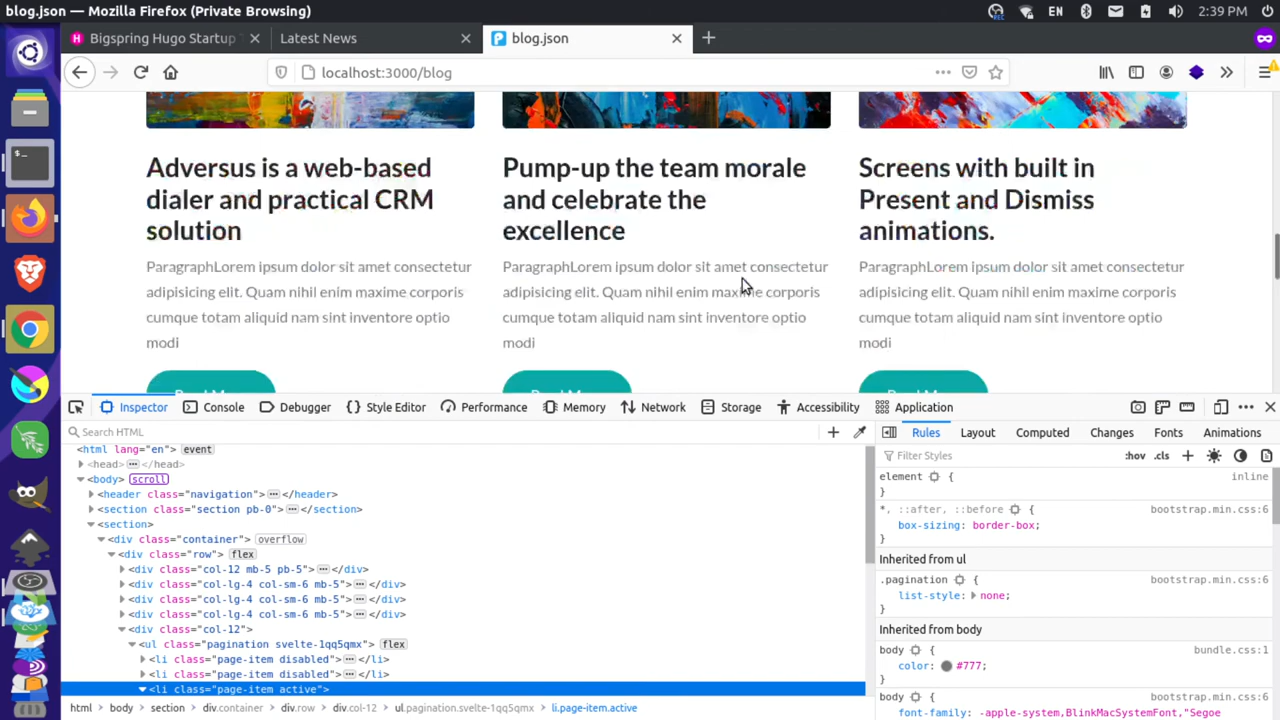 blog.json — Mozilla Firefox (Private Browsing)
EN
2:39 PM
Bigspring Hugo Startup
Latest News
blog.json
localhost:3000/blog
Adversus is a web-based
dialer and practical CRM
solution
ParagraphLorem ipsum dolor sit amet consectetur
adipisicing elit. Quam nihil enim maxime corporis
cumque totam aliquid nam sint inventore optio
modi
Pump-up the team morale
and celebrate the
excellence
ParagraphLorem ipsum dolor sit amet consectetur
adipisicing elit. Quam nihil enim maxime corporis
cumque totam aliquid nam sint inventore optio
modi
Screens with built in
Present and Dismiss
animations.
ParagraphLorem ipsum dolor sit amet consectetur
adipisicing elit. Quam nihil enim maxime corporis
cumque totam aliquid nam sint inventore optio
modi
Inspector Console Debugger Style Editor Performance Memory Network Storage Accessibility Application
Search HTML
<html lang="en"> event
<head> </head>
<body> scroll
<header class="navigation"> </header>
<section class="section pb-0"> </section>
<section>
<div class="container"> overflow
<div class="row"> flex
<div class="col-12 mb-5 pb-5"> </div>
<div class="col-lg-4 col-sm-6 mb-5"> </div>
<div class="col-lg-4 col-sm-6 mb-5"> </div>
<div class="col-lg-4 col-sm-6 mb-5"> </div>
<div class="col-12">
<ul class="pagination svelte-1qq5qmx"> flex
<li class="page-item disabled"> </li>
<li class="page-item disabled"> </li>
<li class="page-item active">
html body section div.container div.row div.col-12 ul.pagination.svelte-1qq5qmx li.page-item.active
Rules Layout Computed Changes Fonts Animations
Filter Styles :hov .cls
element { inline
}
*, ::after, ::before { bootstrap.min.css:6
box-sizing: border-box;
}
Inherited from ul
.pagination { bootstrap.min.css:6
list-style: none;
}
Inherited from body
body { bundle.css:1
color: #777;
}
body { bootstrap.min.css:6
font-family: -apple-system,BlinkMacSystemFont,"Segoe